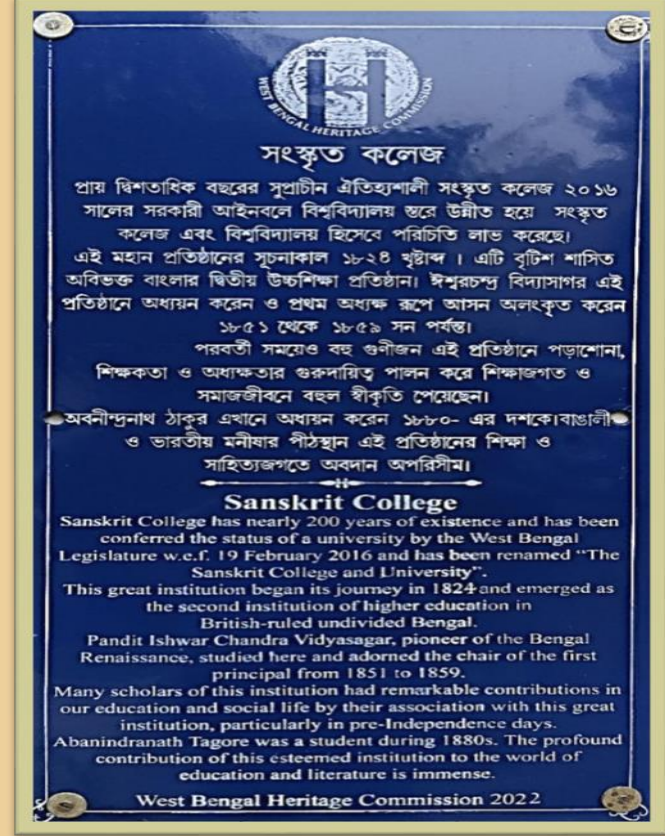 WEST BENGAL HERITAGE COMMISSION
সংস্কৃত কলেজ
প্রায় দ্বিশতাধিক বছরের সুপ্রাচীন ঐতিহ্যশালী সংস্কৃত কলেজ ২০১৬
সালের সরকারী আইনবলে বিশ্ববিদ্যালয় স্তরে উন্নীত হয়ে সংস্কৃত
কলেজ এবং বিশ্ববিদ্যালয় হিসেবে পরিচিতি লাভ করেছে।
এই মহান প্রতিষ্ঠানের সূচনাকাল ১৮২৪ খৃষ্টাব্দ । এটি বৃটিশ শাসিত
অবিভক্ত বাংলার দ্বিতীয় উচ্চশিক্ষা প্রতিষ্ঠান। ঈশ্বরচন্দ্র বিদ্যাসাগর এই
প্রতিষ্ঠানে অধ্যয়ন করেন ও প্রথম অধ্যক্ষ রূপে আসন অলংকৃত করেন
১৮৫১ থেকে ১৮৫৯ সন পর্যন্ত।
পরবর্তী সময়েও বহু গুণীজন এই প্রতিষ্ঠানে পড়াশোনা,
শিক্ষকতা ও অধ্যক্ষতার গুরুদায়িত্ব পালন করে শিক্ষাজগত ও
সমাজজীবনে বহুল স্বীকৃতি পেয়েছেন।
অবনীন্দ্রনাথ ঠাকুর এখানে অধ্যয়ন করেন ১৮৮০- এর দশকে।বাঙালী
ও ভারতীয় মনীষার পীঠস্থান এই প্রতিষ্ঠানের শিক্ষা ও
সাহিত্যজগতে অবদান অপরিসীম।
Sanskrit College
Sanskrit College has nearly 200 years of existence and has been
conferred the status of a university by the West Bengal
Legislature w.e.f. 19 February 2016 and has been renamed “The
Sanskrit College and University”.
This great institution began its journey in 1824 and emerged as
the second institution of higher education in
British-ruled undivided Bengal.
Pandit Ishwar Chandra Vidyasagar, pioneer of the Bengal
Renaissance, studied here and adorned the chair of the first
principal from 1851 to 1859.
Many scholars of this institution had remarkable contributions in
our education and social life by their association with this great
institution, particularly in pre-Independence days.
Abanindranath Tagore was a student during 1880s. The profound
contribution of this esteemed institution to the world of
education and literature is immense.
West Bengal Heritage Commission 2022